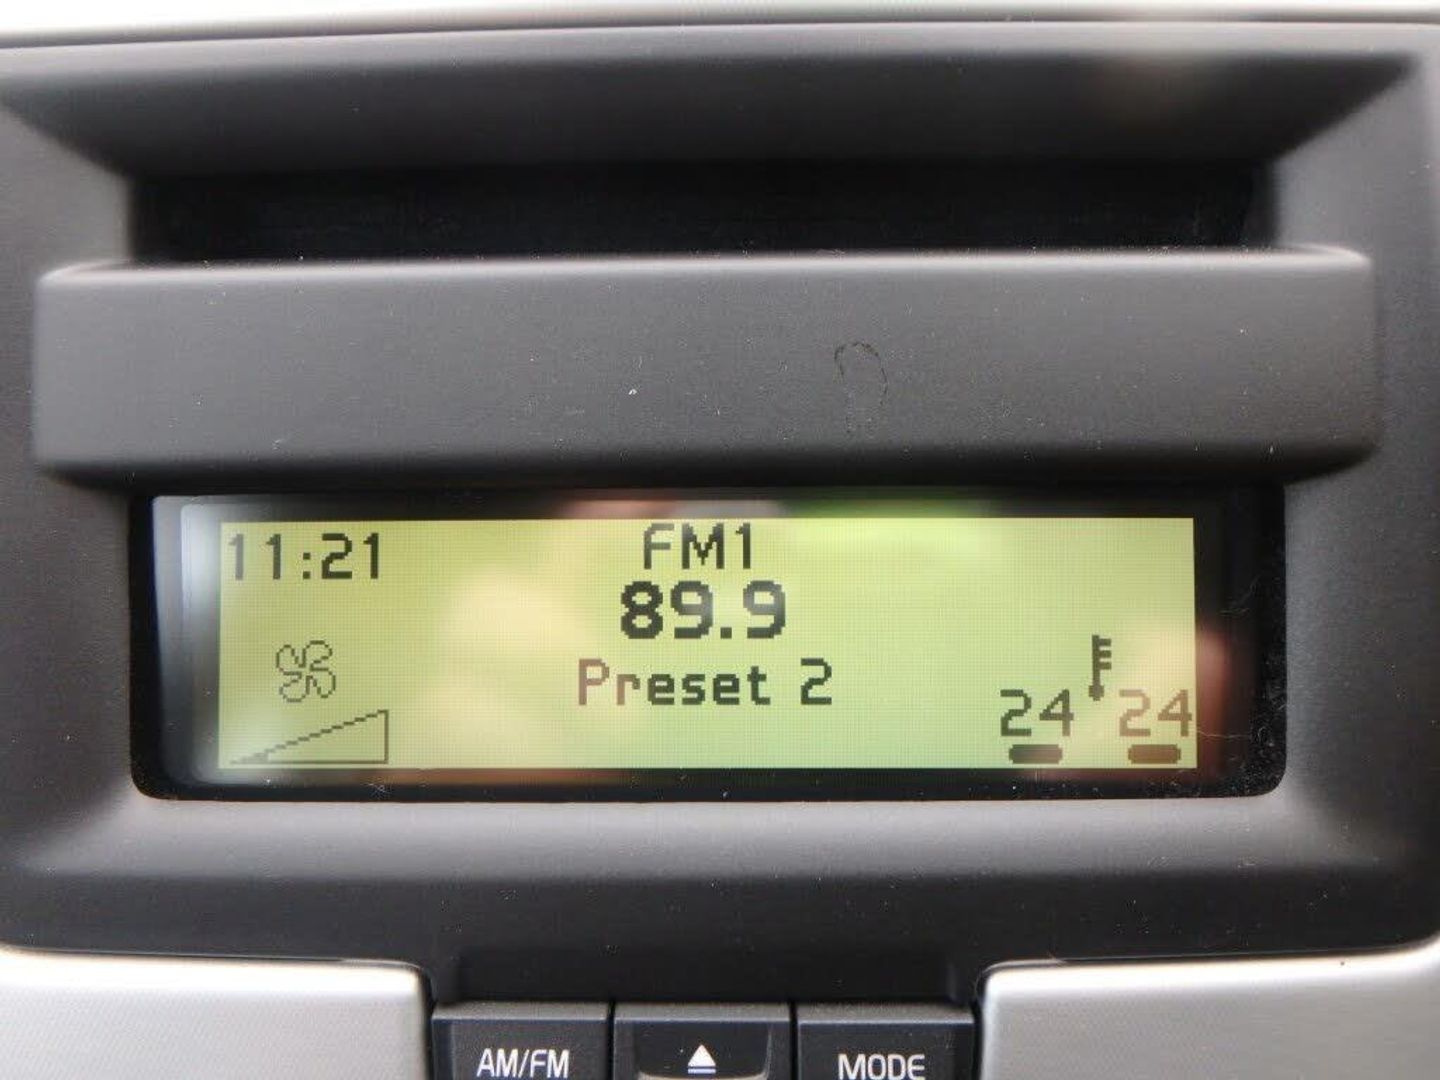 11:21
FM1
89.9
Preset 2
24 24
AM/FM
MODE